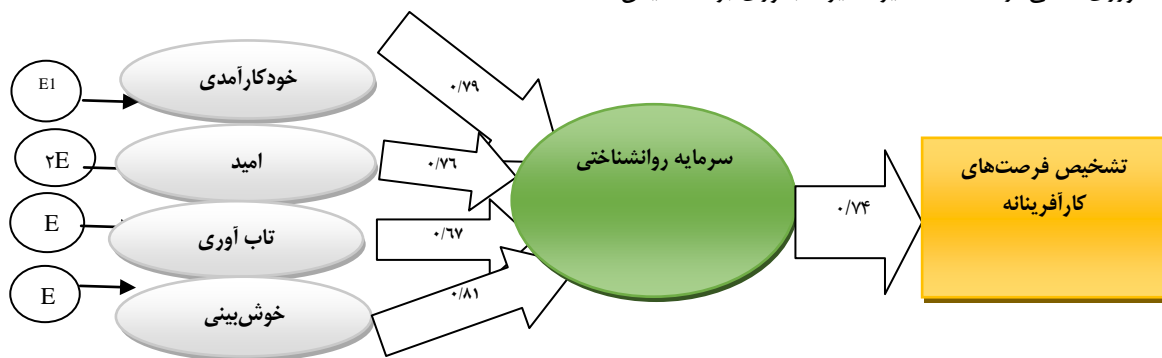 E1
خودکارآمدی
۰/۷۹
۲E
امید
۰/۷۶
سرمایه روانشناختی
۰/۷۴
تشخیص فرصت‌های
کارآفرینانه
E
تاب آوری
۰/۶۷
E
خوش‌بینی
۰/۸۱